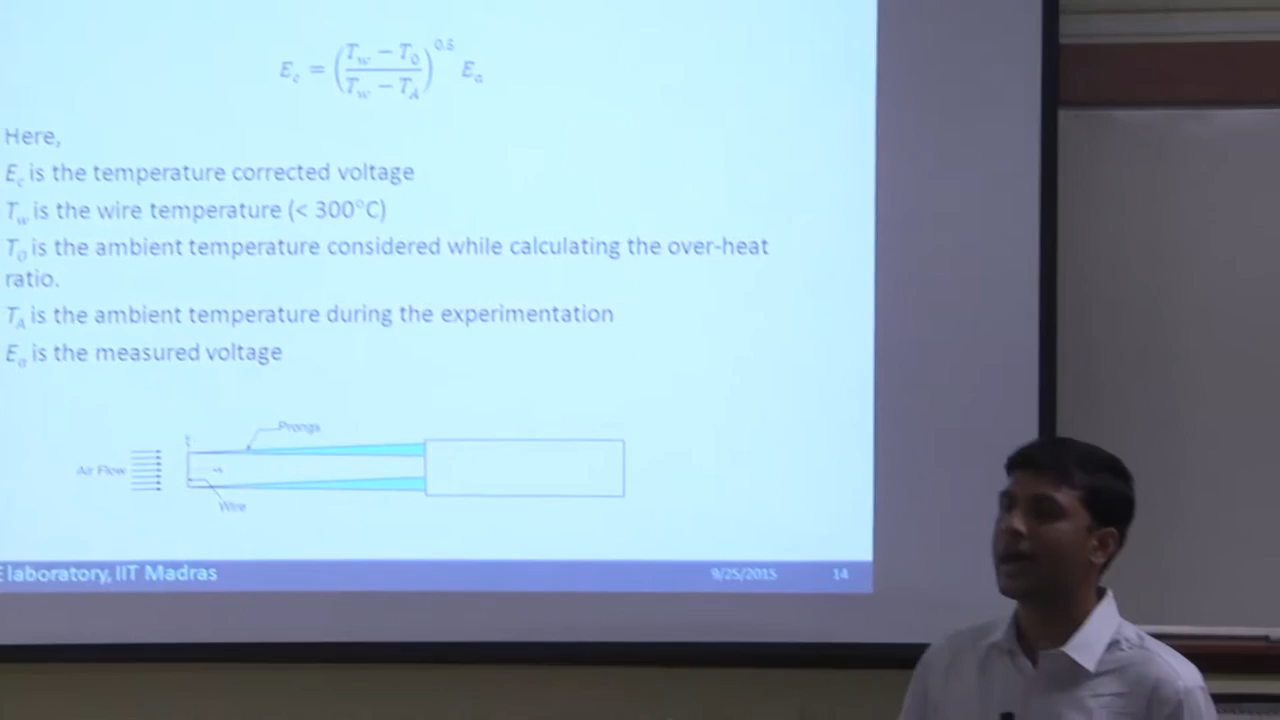 E_c = ((T_w − T_0)/(T_w − T_A))^0.5 E_a
Here,
E_c is the temperature corrected voltage
T_w is the wire temperature (< 300°C)
T_0 is the ambient temperature considered while calculating the over-heat
ratio.
T_A is the ambient temperature during the experimentation
E_a is the measured voltage
Prongs
Air Flow
Wire
laboratory, IIT Madras
9/25/2015
14